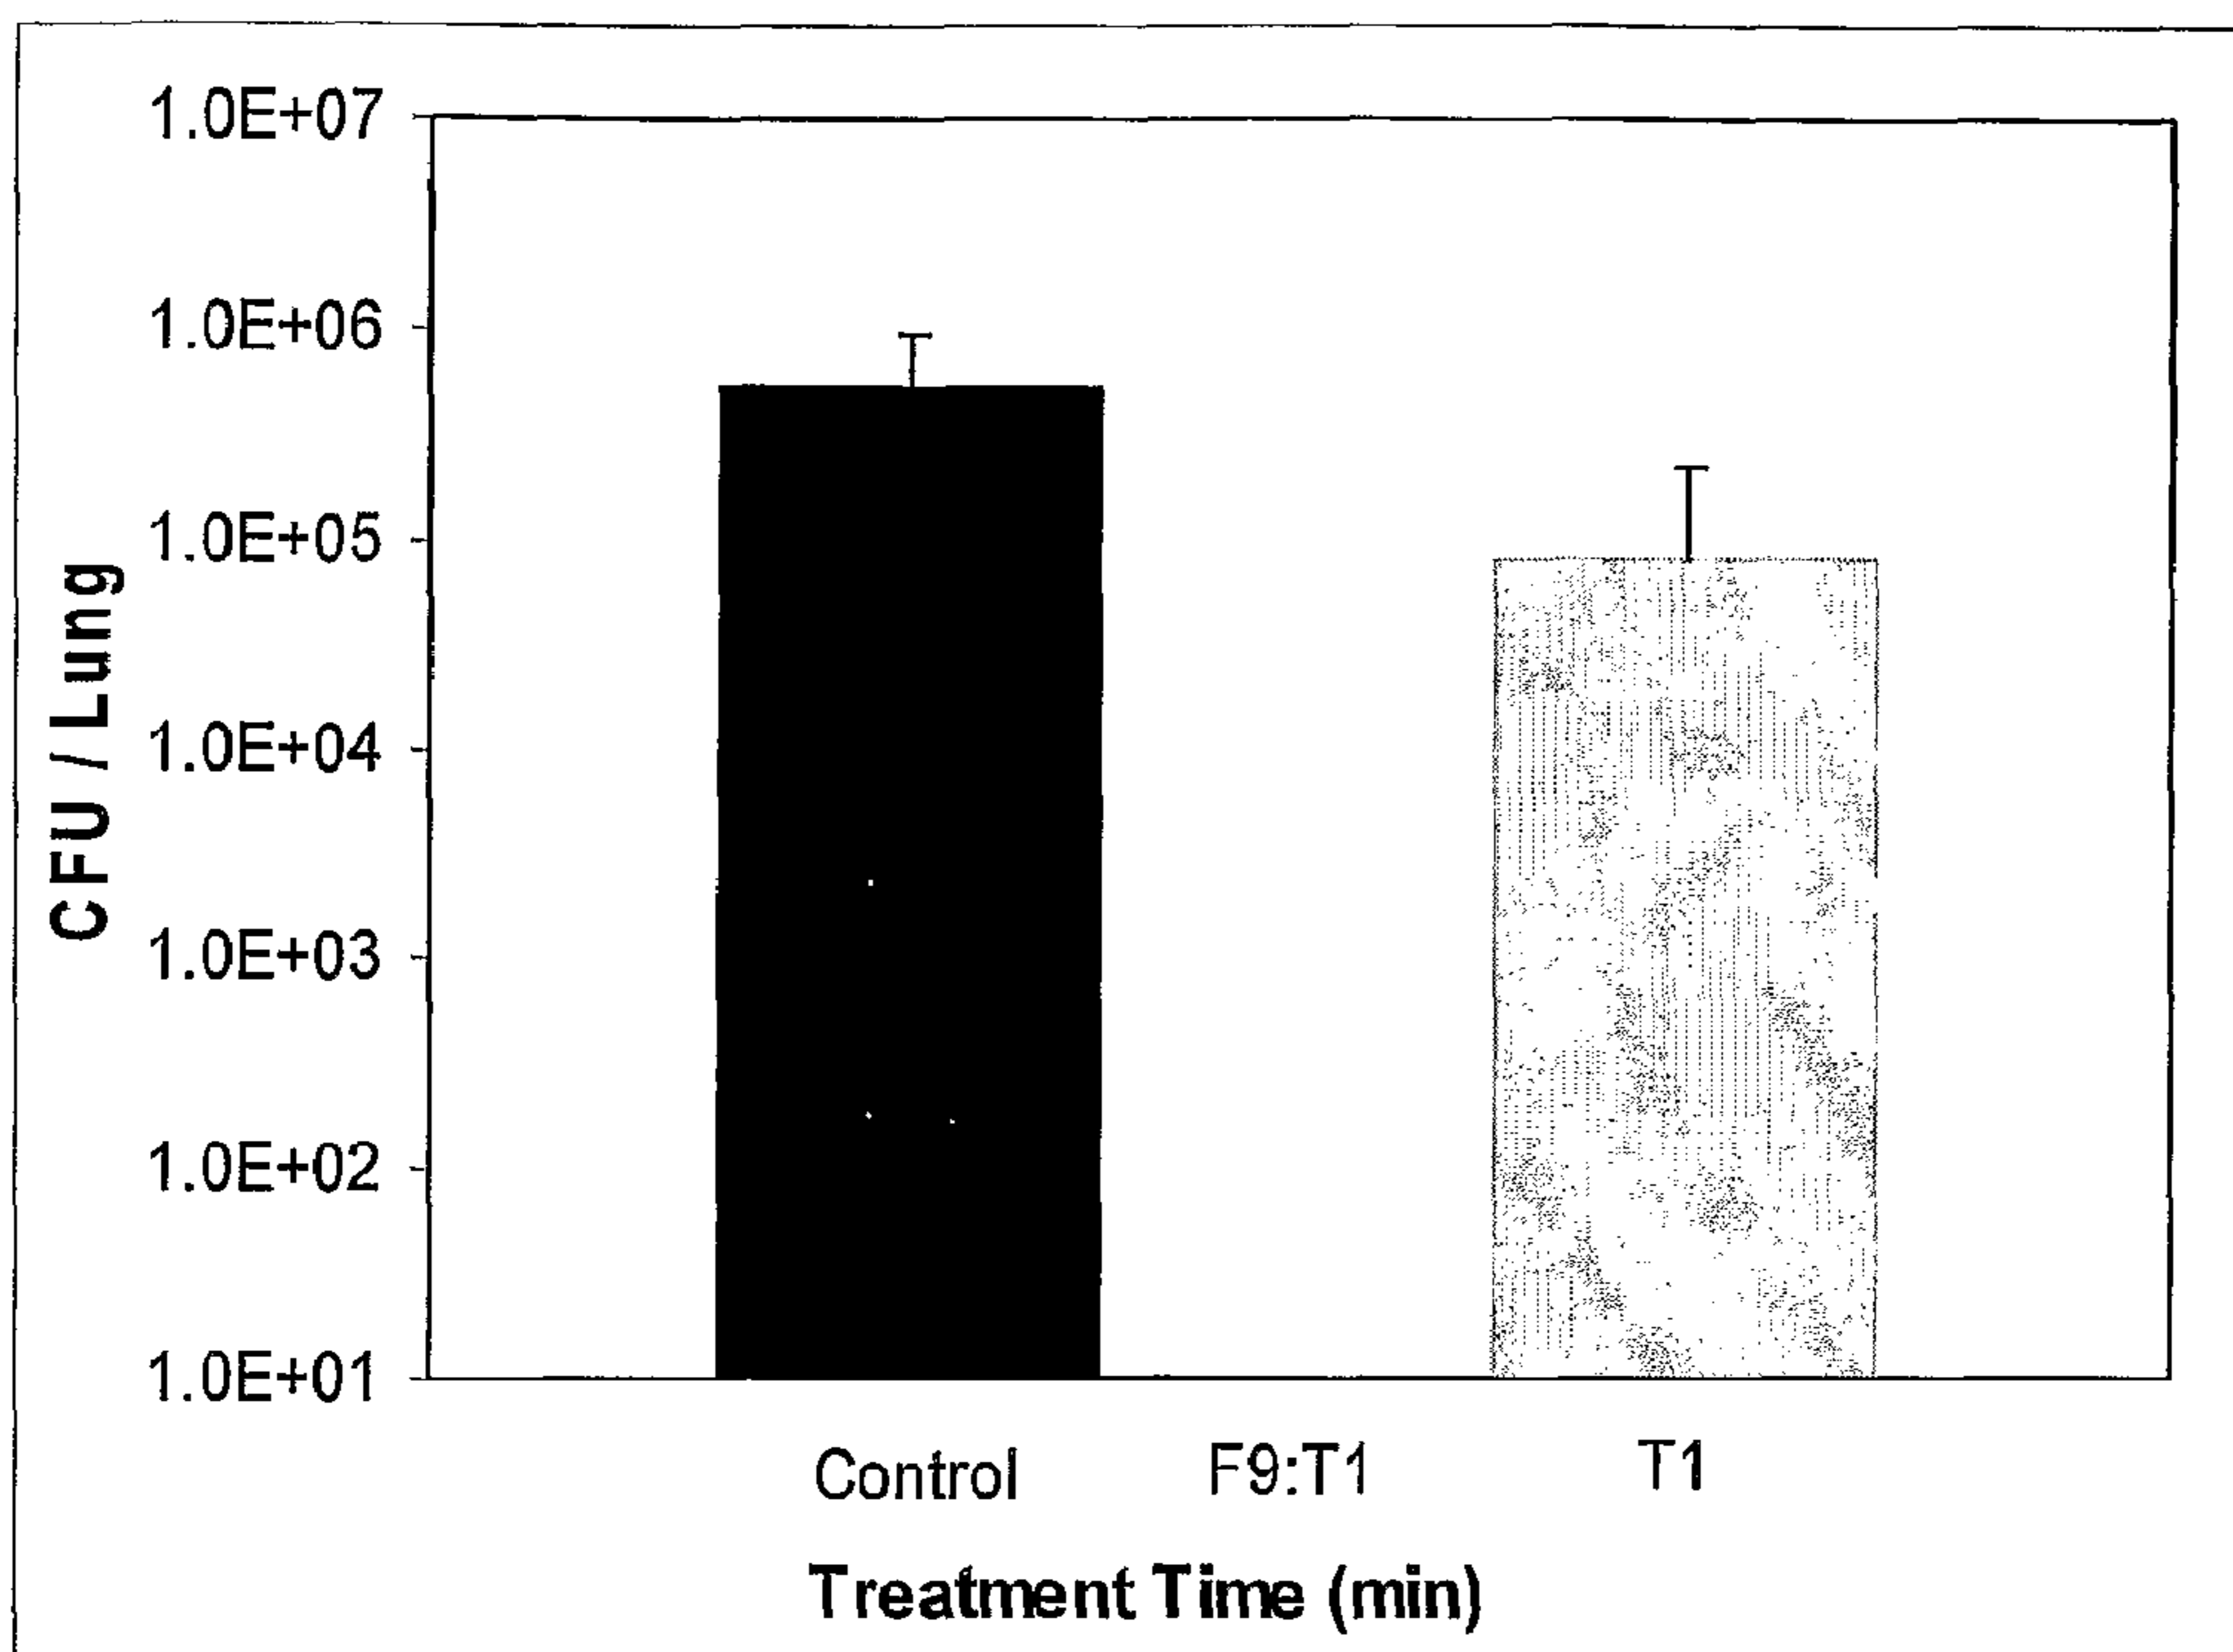 1.0E+07
1.0E+06
1.0E+05
1.0E+04
1.0E+03
1.0E+02
1.0E+01
CFU / Lung
Control F9:T1 T1
Treatment Time (min)